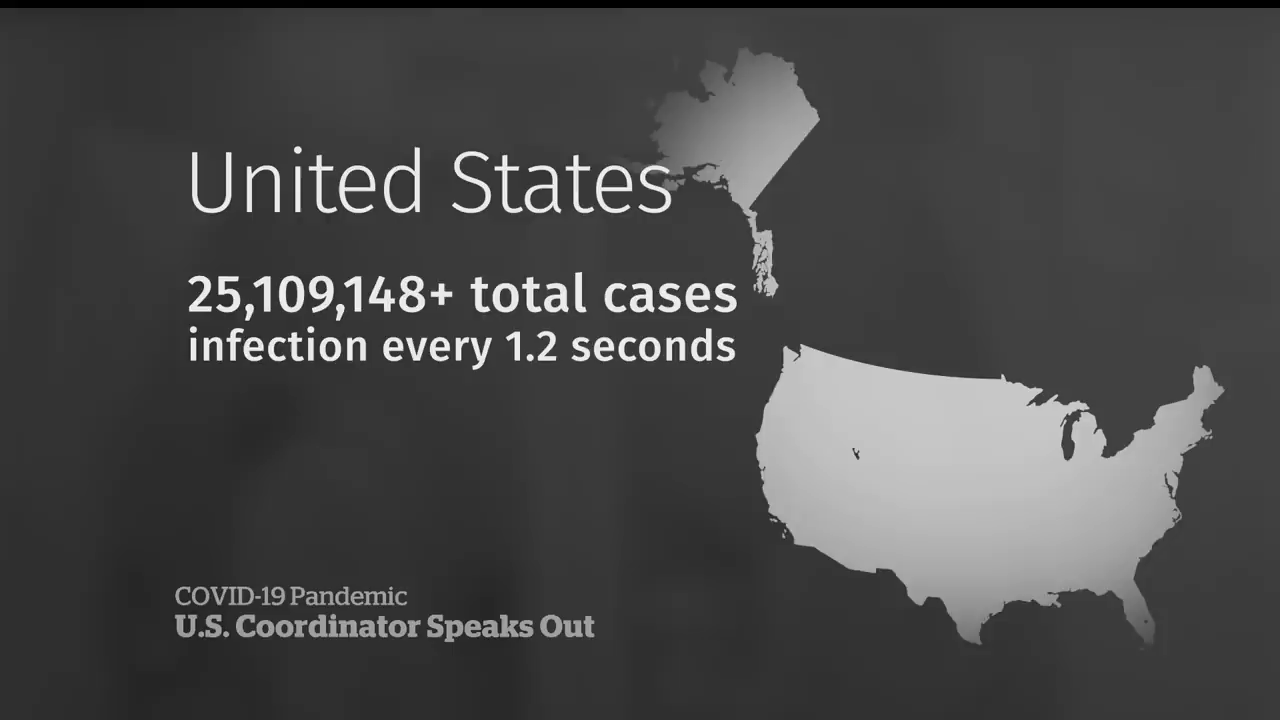 United States
25,109,148+ total cases
infection every 1.2 seconds
COVID-19 Pandemic
U.S. Coordinator Speaks Out